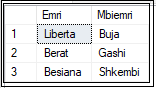 Emri Mbiemri
1 Liberta Buja
2 Berat Gashi
3 Besiana Shkembi